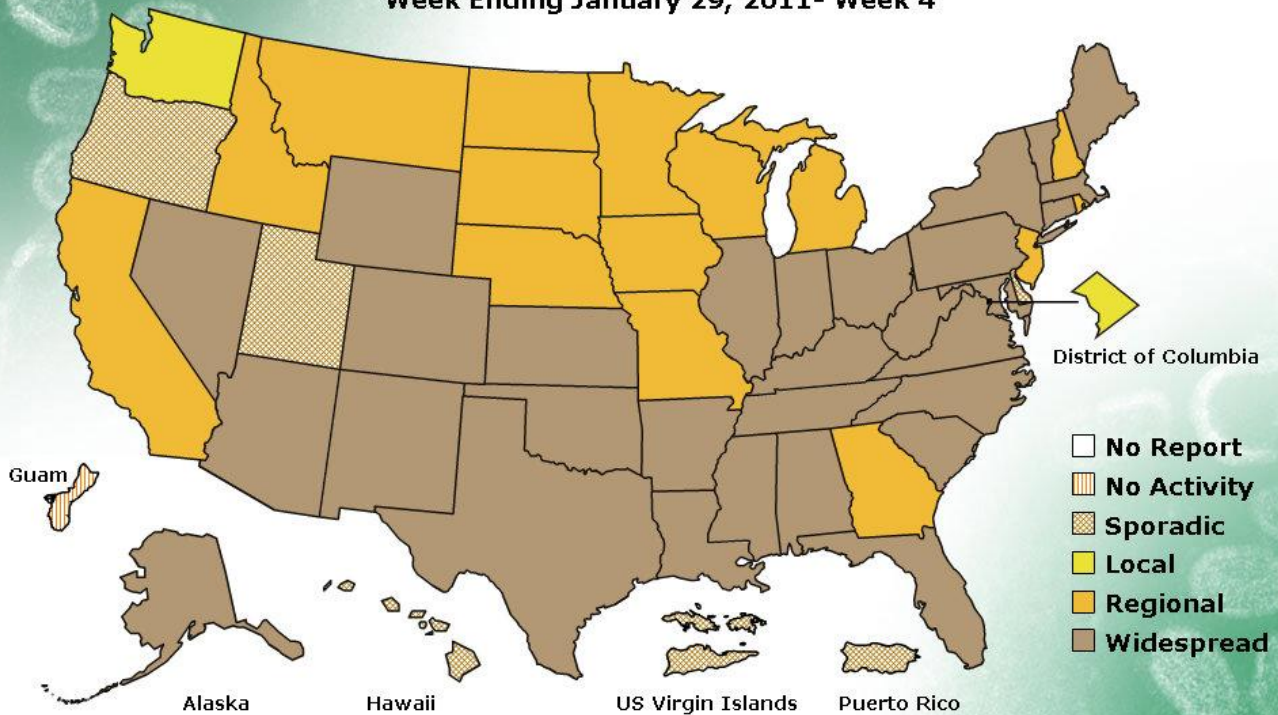 Week Ending January 29, 2011- Week 4
District of Columbia
No Report
Guam
No Activity
Sporadic
Local
Regional
Widespread
Alaska
Hawaii
US Virgin Islands
Puerto Rico